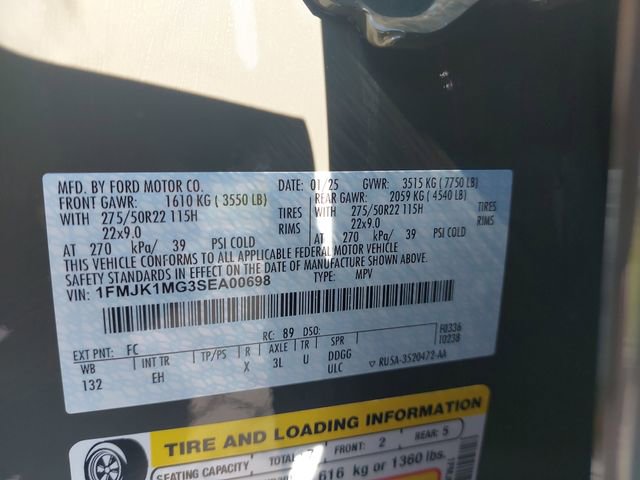 MFD. BY FORD MOTOR CO. DATE: 01/25 GVWR: 3515 KG (7750 LB)
FRONT GAWR: 1610 KG (3550 LB) REAR GAWR: 2059 KG (4540 LB)
WITH 275/50R22 115H TIRES WITH 275/50R22 115H TIRES
22x9.0 RIMS 22x9.0 RIMS
AT 270 kPa/ 39 PSI COLD AT 270 kPa/ 39 PSI COLD
THIS VEHICLE CONFORMS TO ALL APPLICABLE FEDERAL MOTOR VEHICLE
SAFETY STANDARDS IN EFFECT ON THE DATE OF MANUFACTURE SHOWN ABOVE.
VIN: 1FMJK1MG3SEA00698 TYPE: MPV
F0336
T0238
EXT PNT: FC RC: 89 DSO:
WB INT TR TP/PS R AXLE TR SPR
132 EH X 3L U DDGG
ULC ▽ RU5A-3520472-AA
TIRE AND LOADING INFORMATION
SEATING CAPACITY TOTAL 7 FRONT: 2 REAR: 5
616 kg or 1360 lbs.